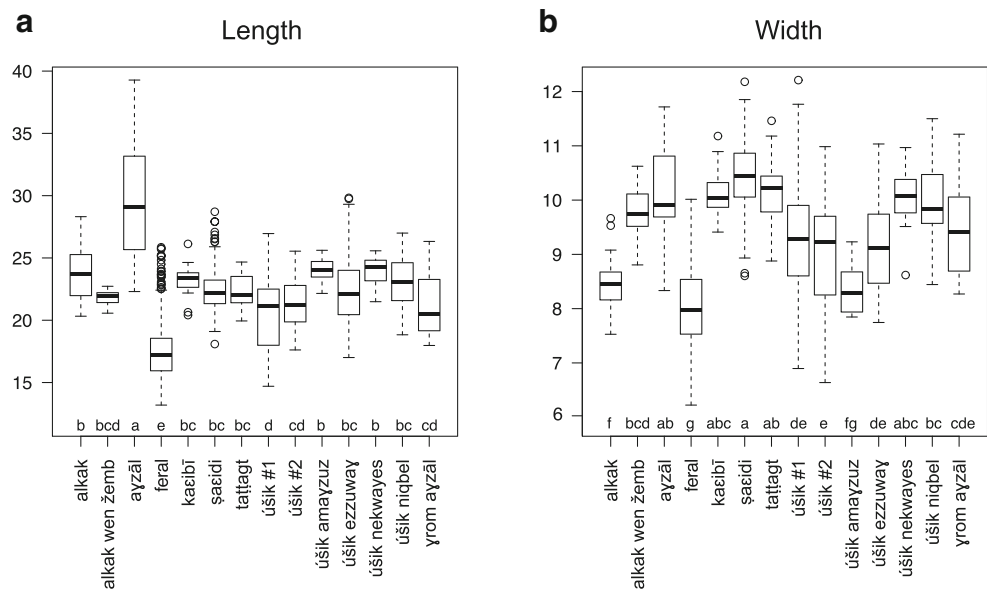 a
Length
40
35
30
25
20
15
b bcd a e bc bc bc d cd b bc b bc cd
alkak
alkak wen žemb
aɣzāl
feral
kaɛibī
ṣaɛidi
taṭṭagt
úšik #1
úšik #2
úšik amaɣzuz
úšik ezzuwaɣ
úšik nekwayes
úšik niqbel
ɣrom aɣzāl
b
Width
12
11
10
9
8
7
6
f bcd ab g abc a ab de e fg de abc bc cde
alkak
alkak wen žemb
aɣzāl
feral
kaɛibī
ṣaɛidi
taṭṭagt
úšik #1
úšik #2
úšik amaɣzuz
úšik ezzuwaɣ
úšik nekwayes
úšik niqbel
ɣrom aɣzāl